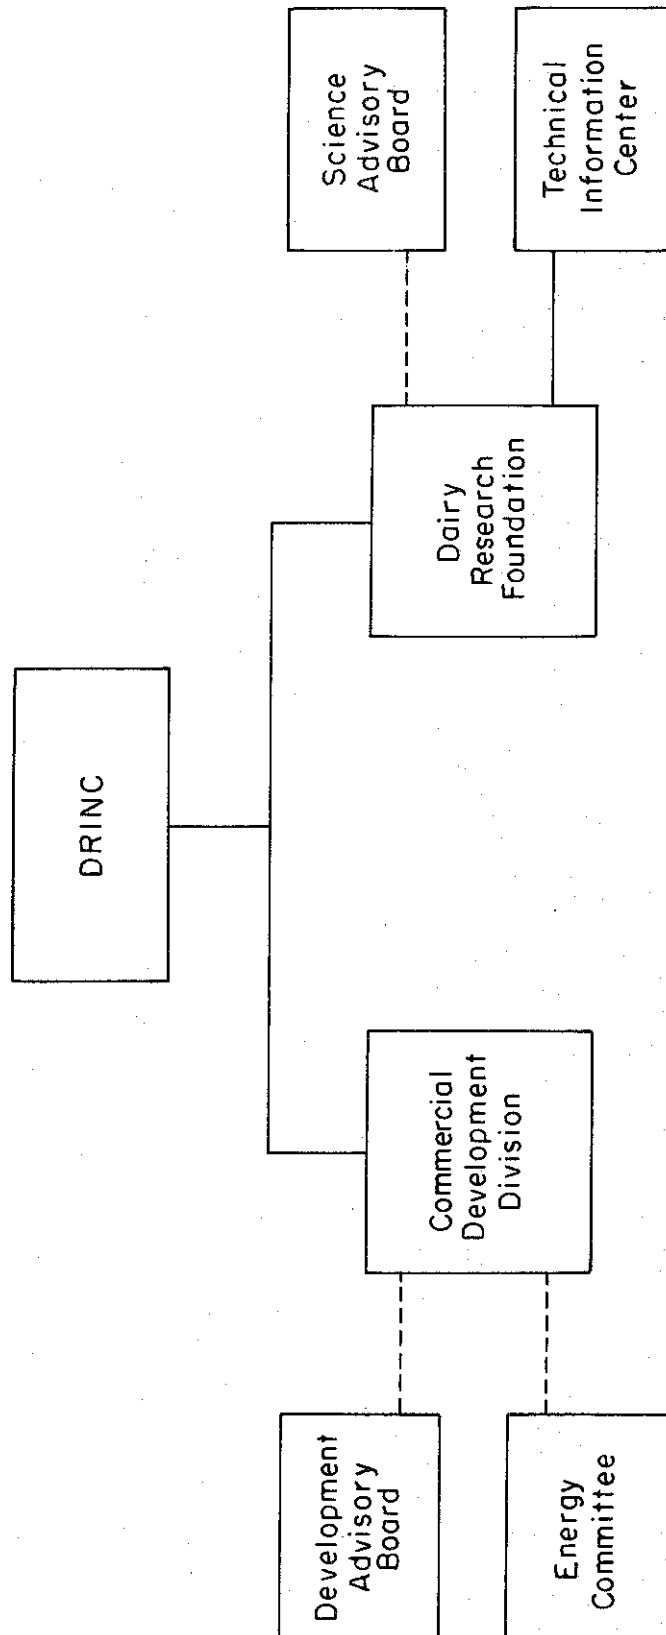 DRINC
Commercial
Development
Division
Dairy
Research
Foundation
Development
Advisory
Board
Energy
Committee
Science
Advisory
Board
Technical
Information
Center